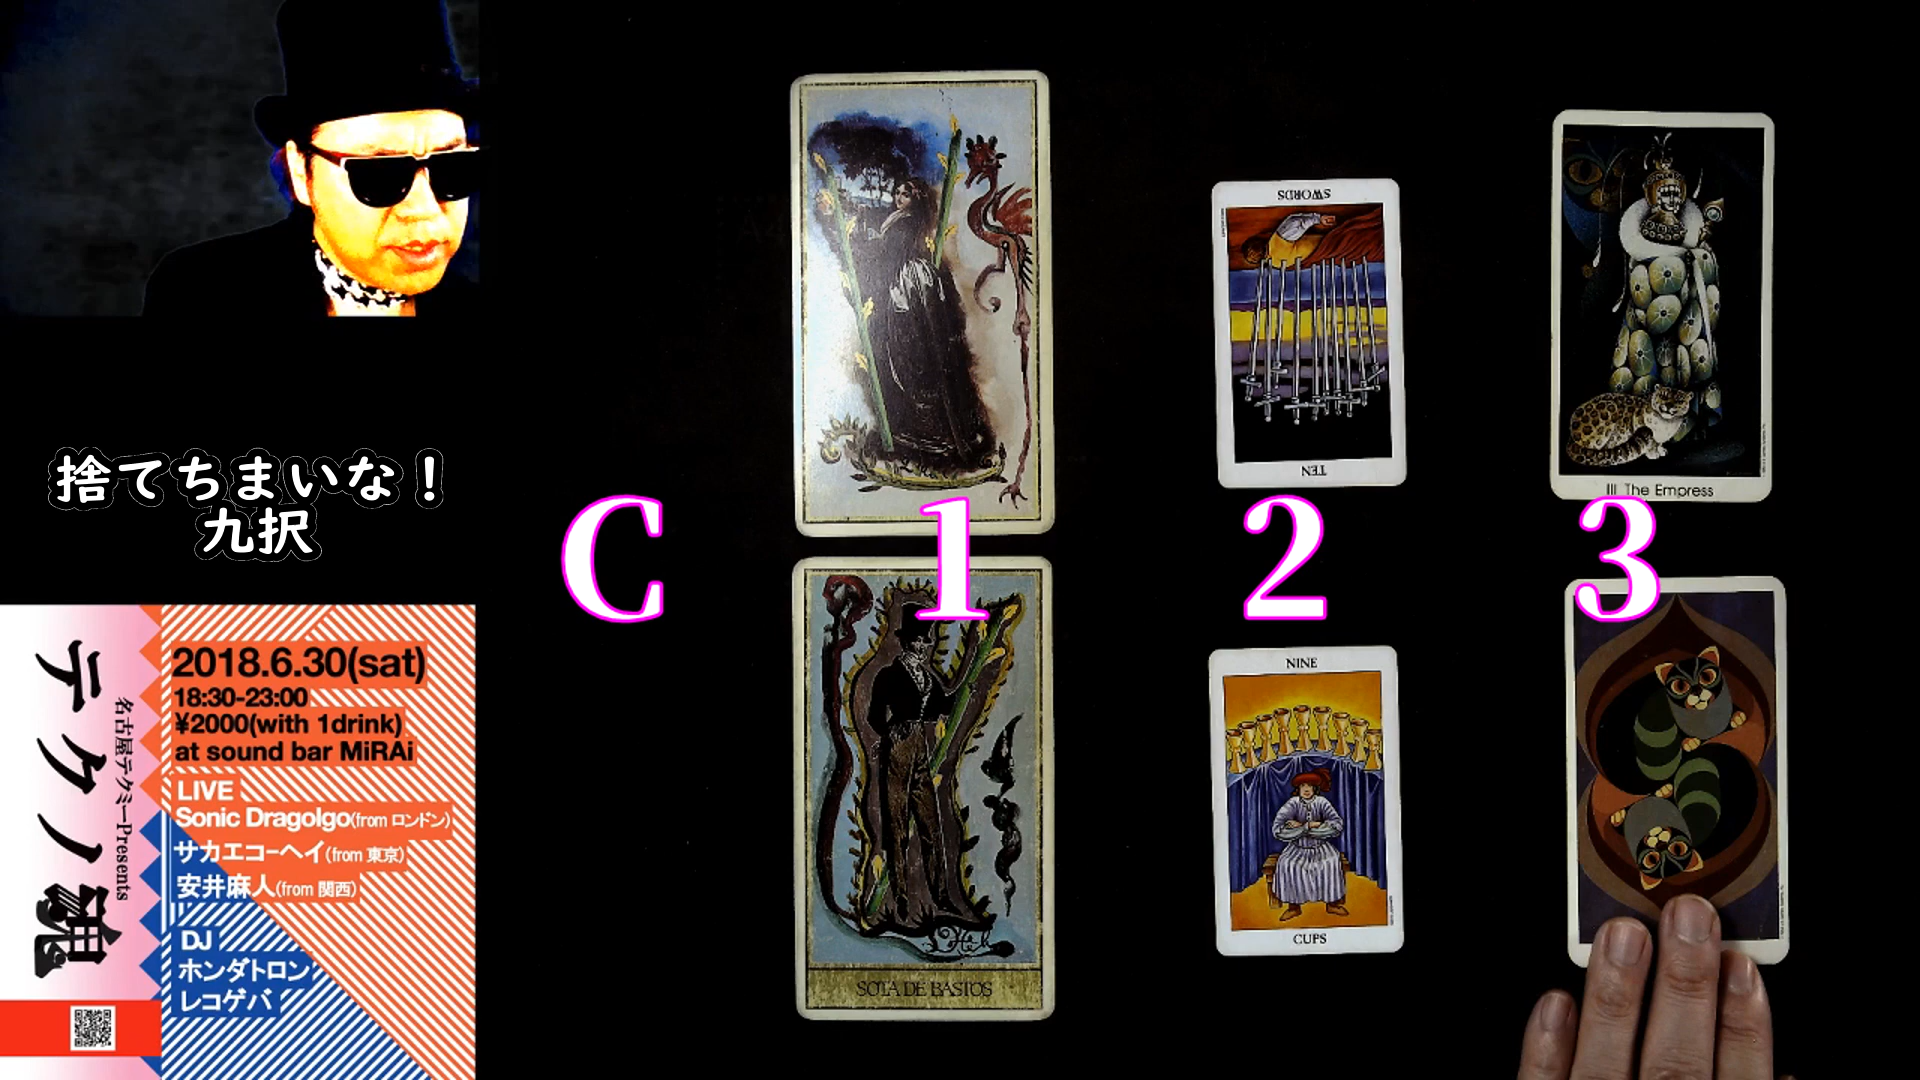 捨てちまいな！
九択
テクノ魂
名古屋テクミーPresents
2018.6.30(sat)
18:30-23:00
¥2000(with 1drink)
at sound bar MiRAi
LIVE
Sonic Dragolgo(from ロンドン)
サカエコーヘイ(from 東京)
安井麻人(from 関西)
DJ
ホンダトロン
レコゲバ
C 1 2 3
SOTA DE BASTOS
SWORDS
TEN
NINE
CUPS
III The Empress